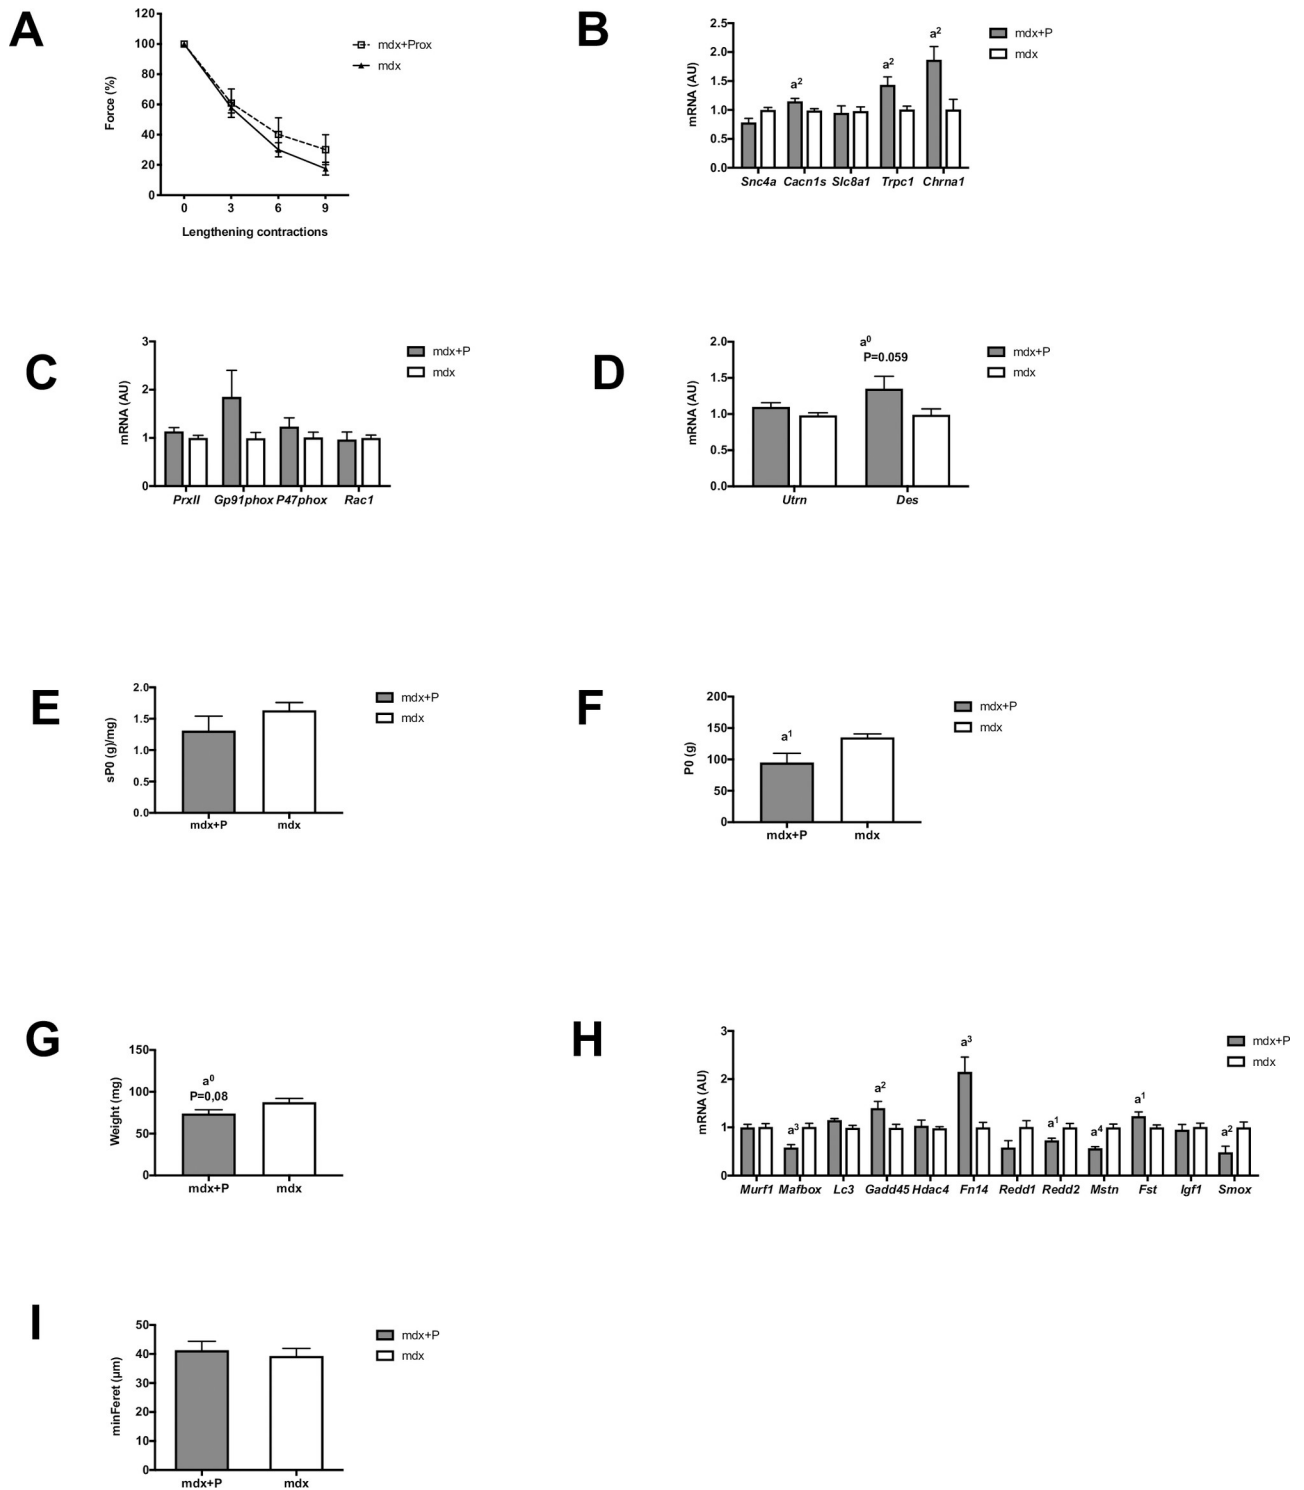 A
120
100
80
60
40
20
0
Force (%)
0 3 6 9
Lengthening contractions
mdx+Prox
mdx
B
2.5
2.0
1.5
1.0
0.5
0.0
mRNA (AU)
a2 a2 a2
Snc4a Cacn1s Slc8a1 Trpc1 Chrna1
mdx+P
mdx
C
3
2
1
0
mRNA (AU)
PrxII Gp91phox P47phox Rac1
mdx+P
mdx
D
2.0
1.5
1.0
0.5
0.0
mRNA (AU)
a0
P=0.059
Utrn Des
mdx+P
mdx
E
2.0
1.5
1.0
0.5
0.0
sP0 (g)/mg
mdx+P mdx
mdx+P
mdx
F
200
150
100
50
0
P0 (g)
a1
mdx+P mdx
mdx+P
mdx
G
150
100
50
0
Weight (mg)
a0
P=0,08
mdx+P mdx
H
3
2
1
0
mRNA (AU)
a3 a2 a3 a1 a4 a1 a2
Murf1 Mafbox Lc3 Gadd45 Hdac4 Fn14 Redd1 Redd2 Mstn Fst Igf1 Smox
mdx+P
mdx
I
50
40
30
20
10
0
minFeret (µm)
mdx+P mdx
mdx+P
mdx